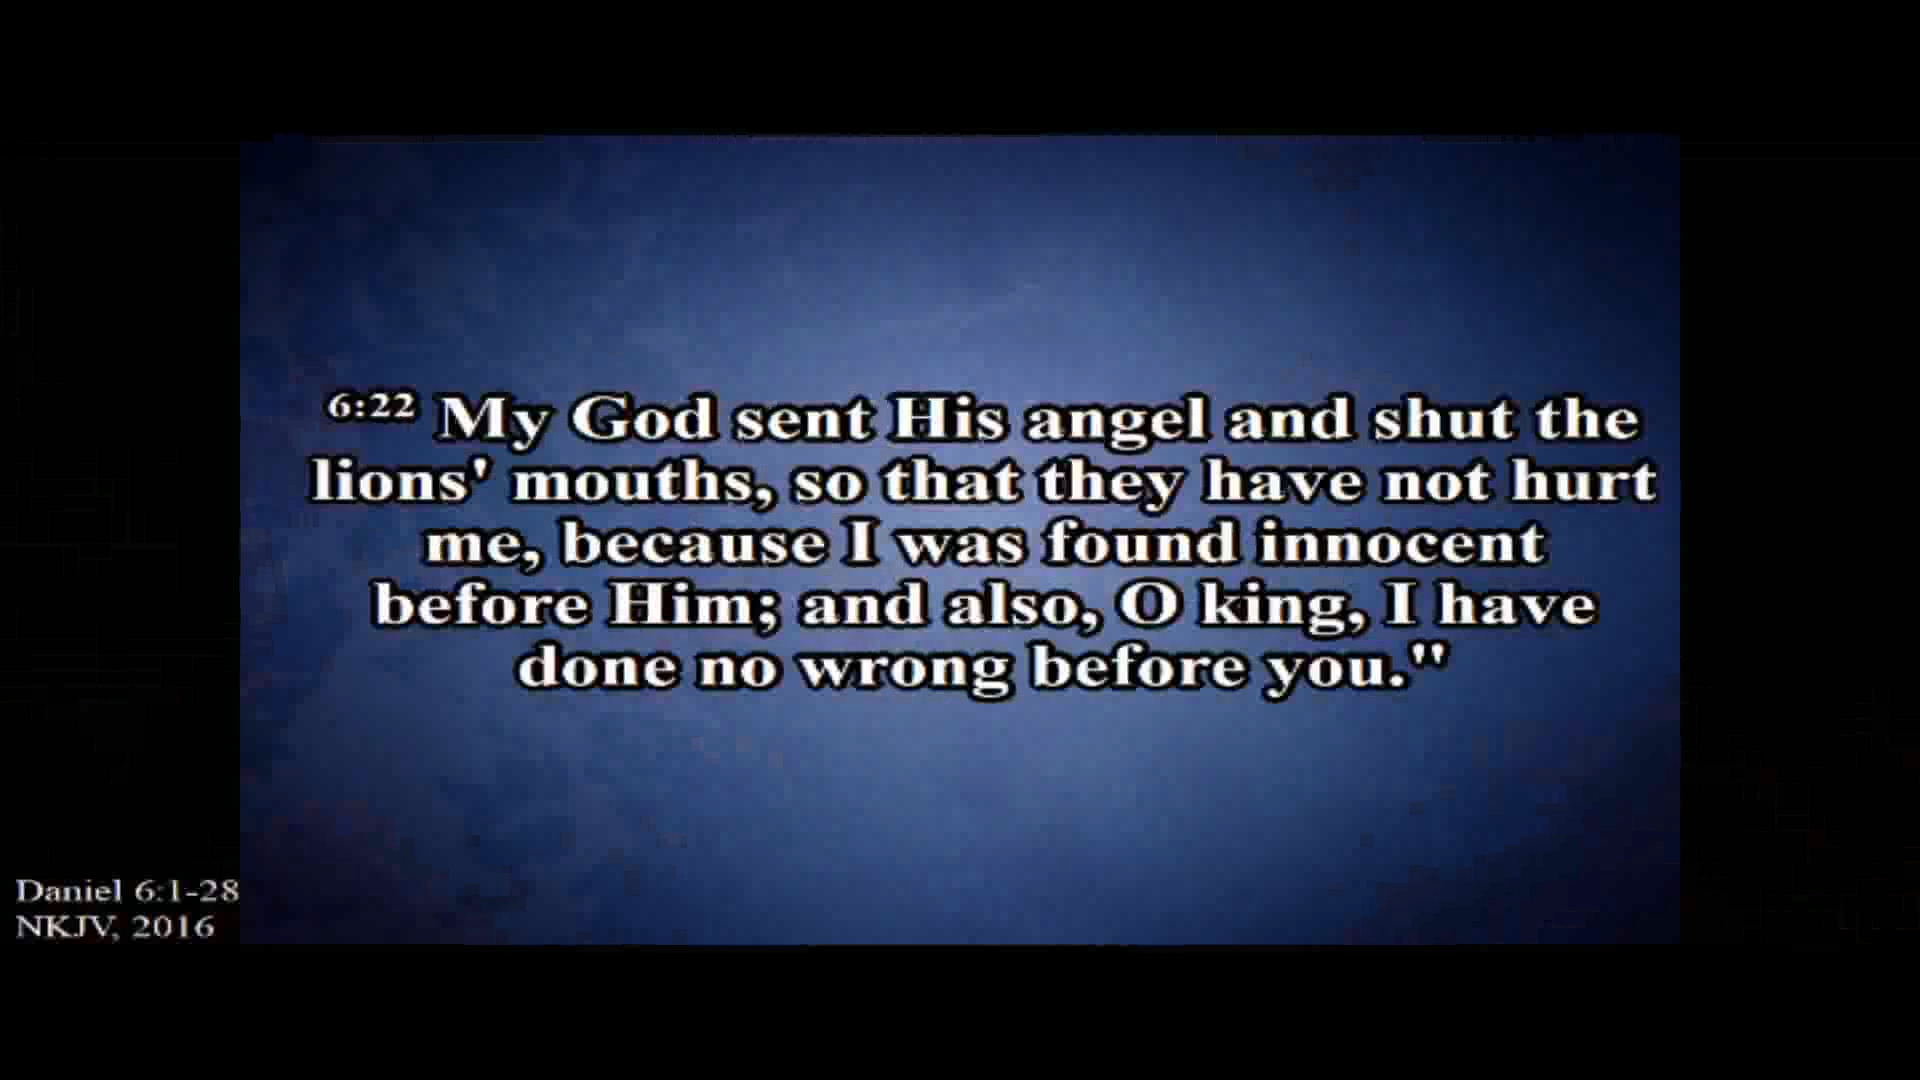 6:22 My God sent His angel and shut the
lions' mouths, so that they have not hurt
me, because I was found innocent
before Him; and also, O king, I have
done no wrong before you."
Daniel 6:1-28
NKJV, 2016